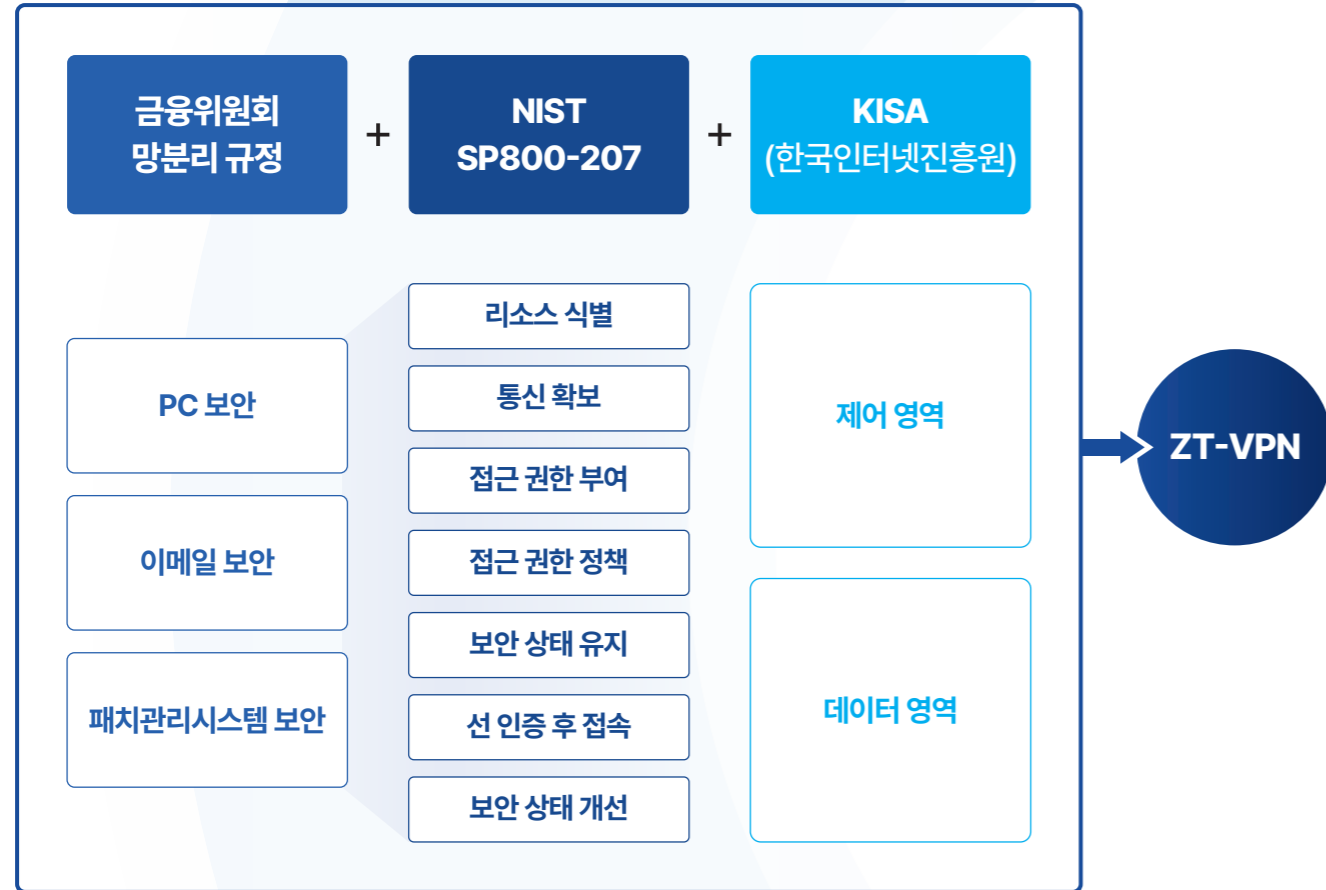 금융위원회
망분리 규정
+
NIST
SP800-207
+
KISA
(한국인터넷진흥원)
PC 보안
이메일 보안
패치관리시스템 보안
리소스 식별
통신 확보
접근 권한 부여
접근 권한 정책
보안 상태 유지
선 인증 후 접속
보안 상태 개선
제어 영역
데이터 영역
ZT-VPN